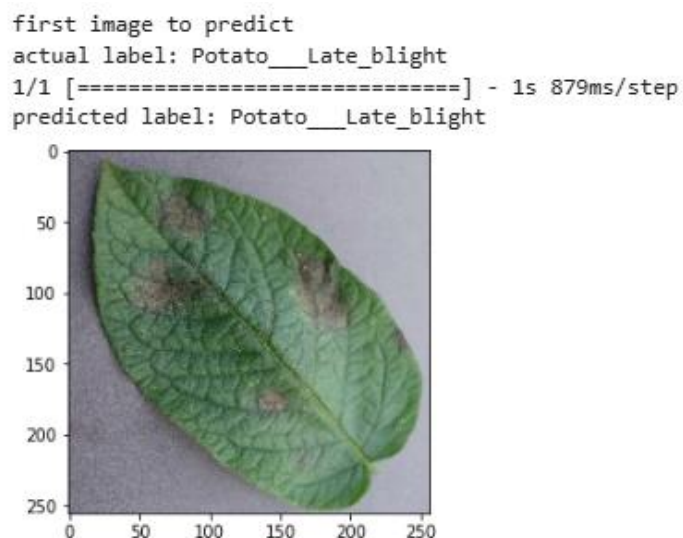 first image to predict
actual label: Potato___Late_blight
1/1 [==============================] - 1s 879ms/step
predicted label: Potato___Late_blight
0
50
100
150
200
250
0 50 100 150 200 250